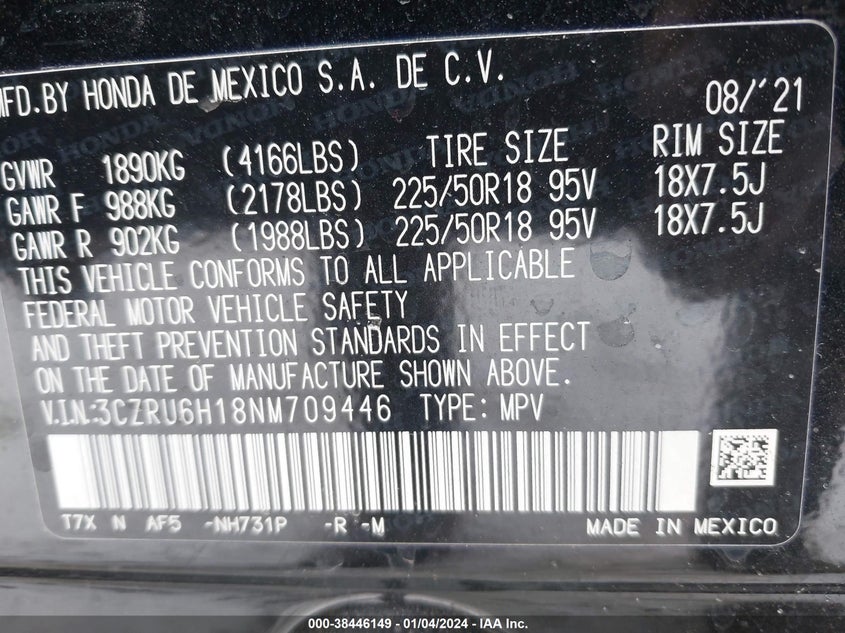 MFD.BY HONDA DE MEXICO S.A. DE C.V.
08/'21
GVWR 1890KG (4166LBS) TIRE SIZE RIM SIZE
GAWR F 988KG (2178LBS) 225/50R18 95V 18X7.5J
GAWR R 902KG (1988LBS) 225/50R18 95V 18X7.5J
THIS VEHICLE CONFORMS TO ALL APPLICABLE
FEDERAL MOTOR VEHICLE SAFETY
AND THEFT PREVENTION STANDARDS IN EFFECT
ON THE DATE OF MANUFACTURE SHOWN ABOVE.
V.I.N:3CZRU6H18NM709446 TYPE: MPV
T7X N AF5 -NH731P -R -M MADE IN MEXICO
000-38446149 - 01/04/2024 - IAA Inc.